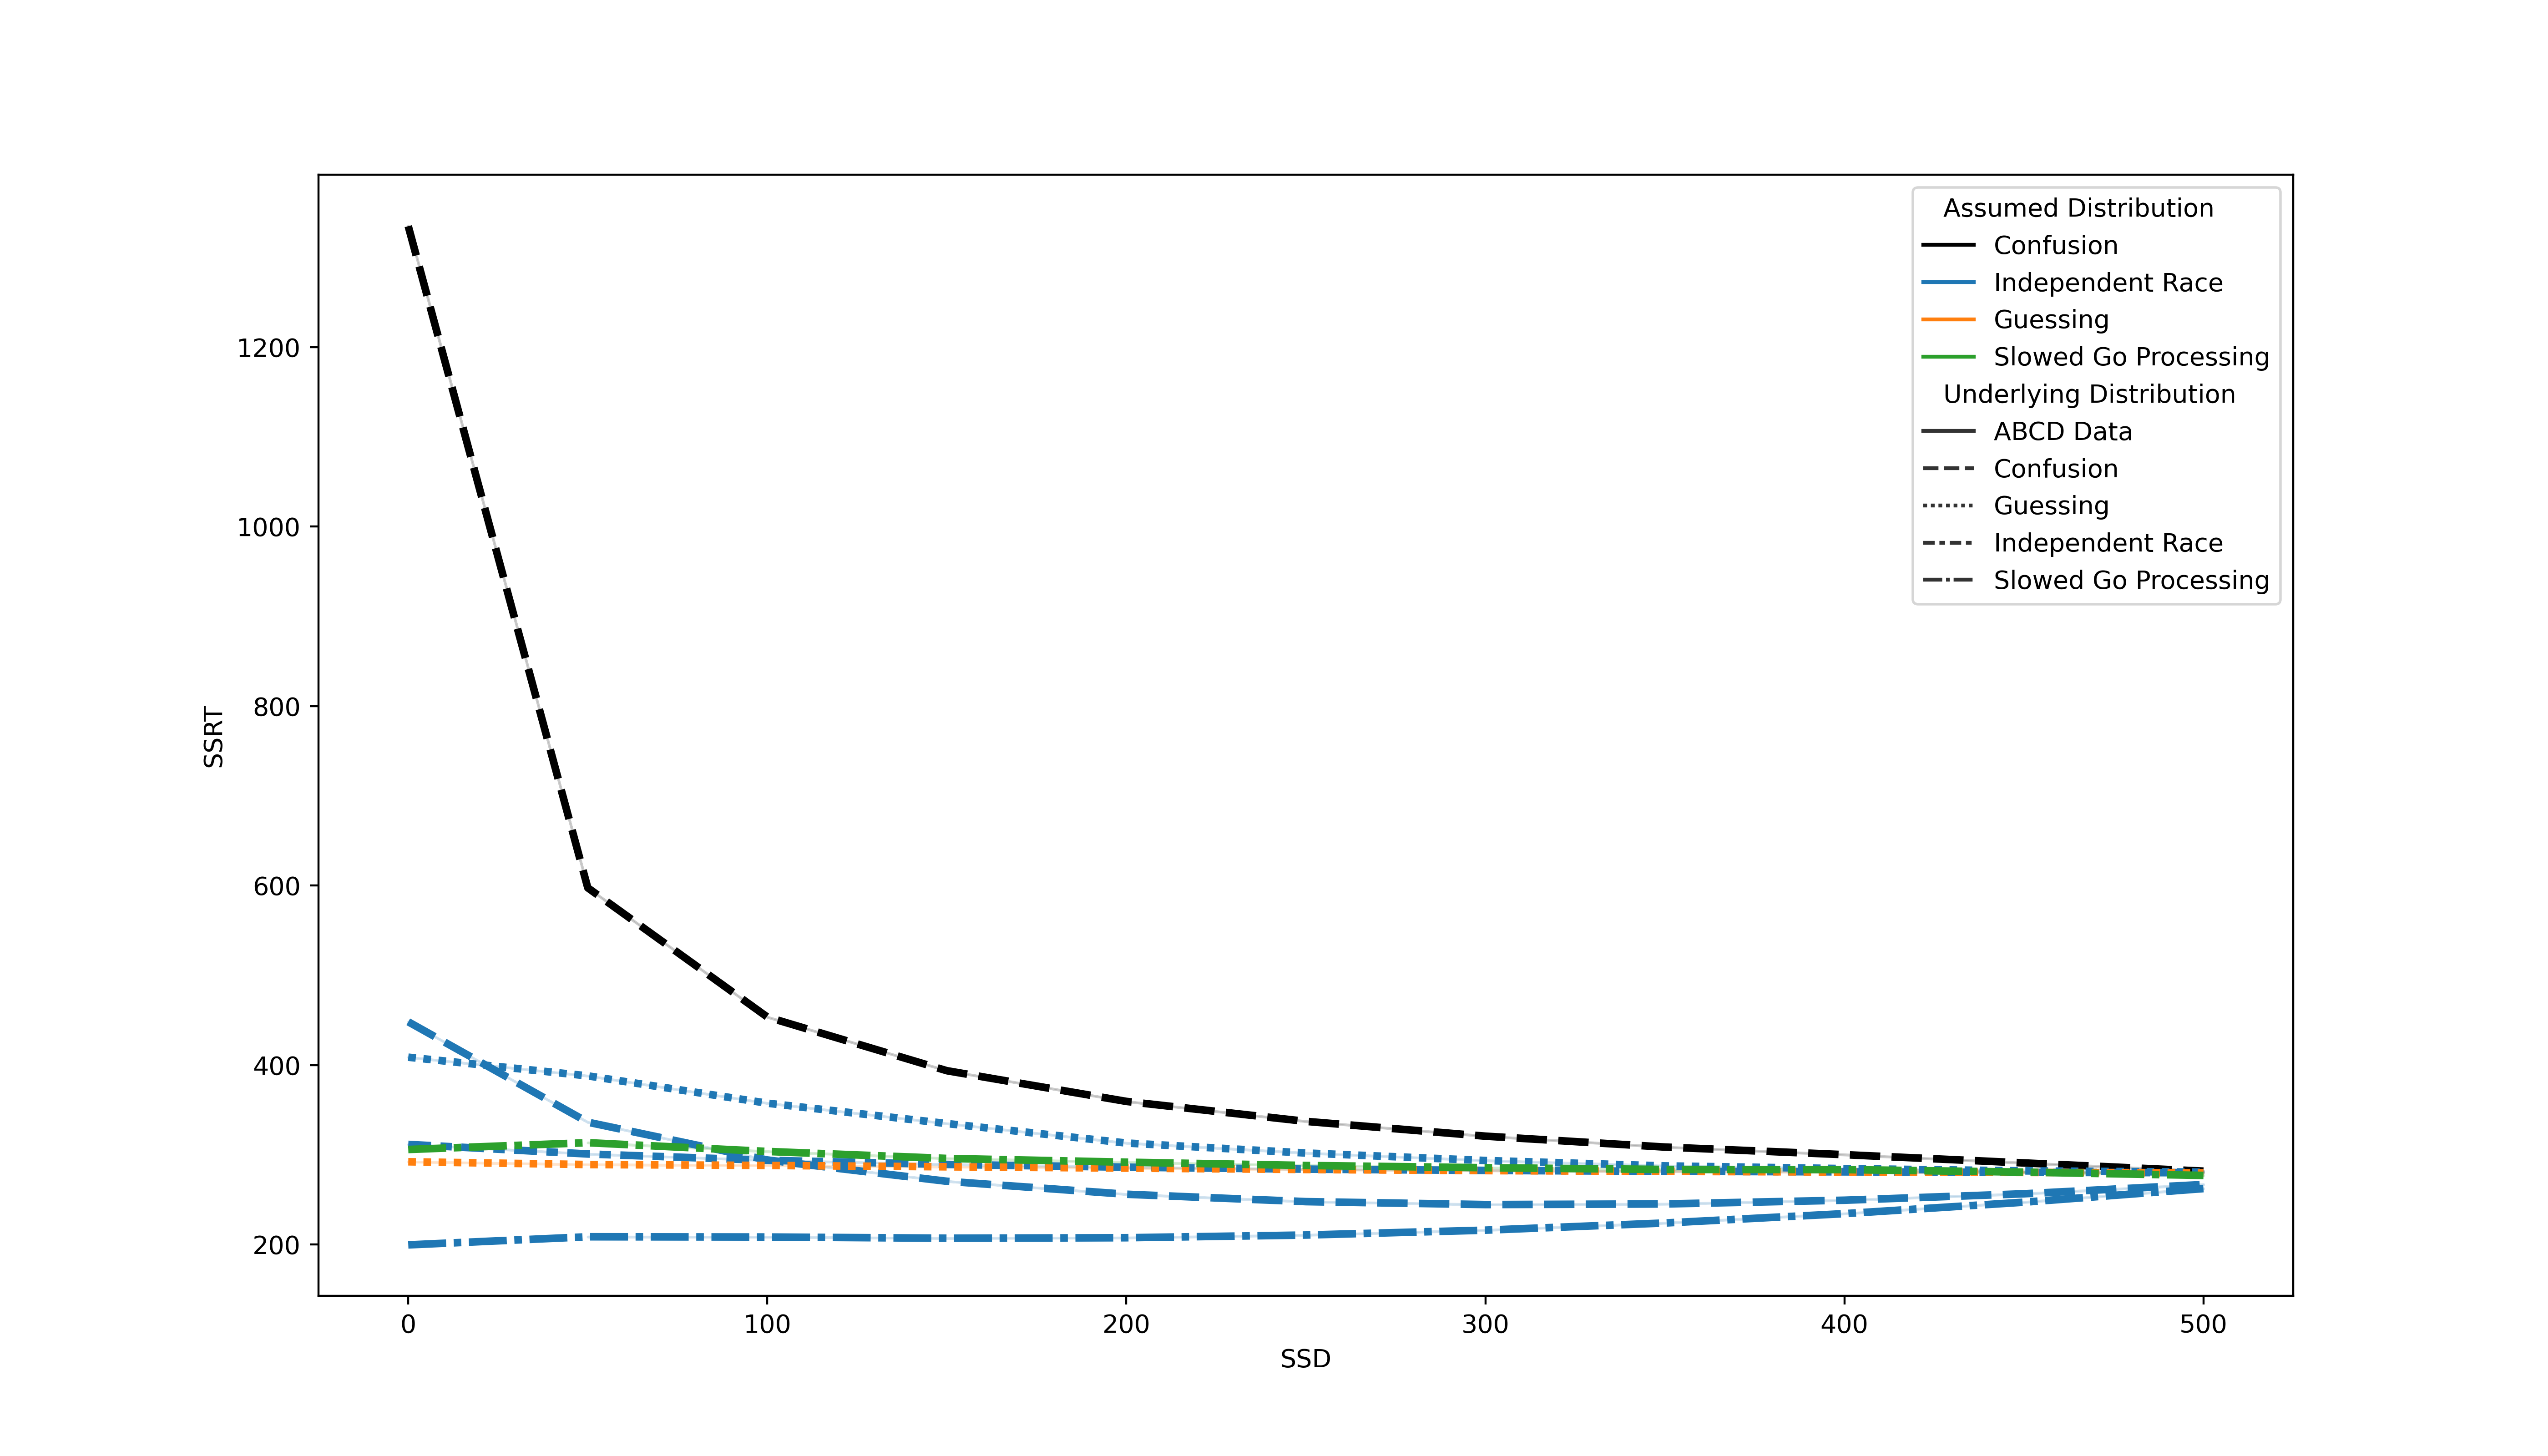 Assumed Distribution
Confusion
Independent Race
Guessing
Slowed Go Processing
Underlying Distribution
ABCD Data
Confusion
Guessing
Independent Race
Slowed Go Processing
1200
1000
800
600
400
200
SSRT
0 100 200 300 400 500
SSD